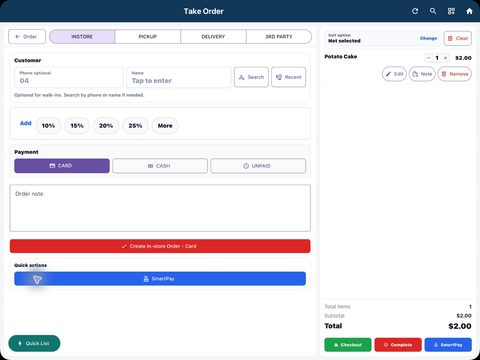 Take Order
Order
INSTORE
PICKUP
DELIVERY
3RD PARTY
Customer
Phone optional
04
Name
Tap to enter
Search
Recent
Optional for walk-ins. Search by phone or name if needed.
Add
10%
15%
20%
25%
More
Payment
CARD
CASH
UNPAID
Order note
Create in-store Order - Card
Quick actions
SmartPay
Quick List
Salt option
Not selected
Change
Clear
Potato Cake
− 1 +
$2.00
Edit
Note
Remove
Total items 1
Subtotal $2.00
Total $2.00
Checkout
Complete
SmartPay